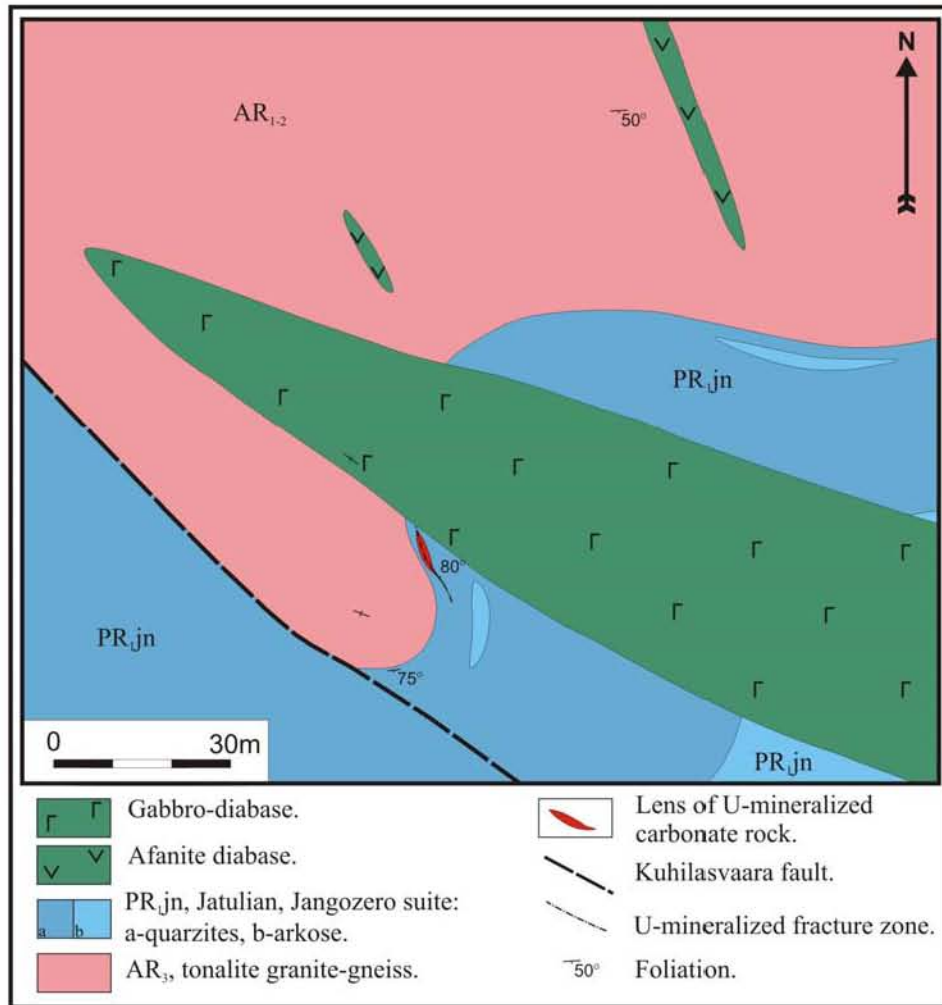 N
AR₁₋₂
50°
PR₁jn
80°
PR₁jn
75°
PR₁jn
0 30m
Gabbro-diabase.
Afanite diabase.
PR₁jn, Jatulian, Jangozero suite:
a-quarzites, b-arkose.
a b
AR₃, tonalite granite-gneiss.
Lens of U-mineralized
carbonate rock.
Kuhilasvaara fault.
U-mineralized fracture zone.
50° Foliation.